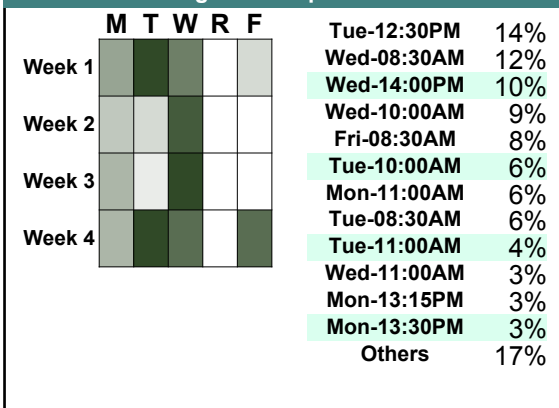 M T W R F
Week 1
Week 2
Week 3
Week 4
Tue-12:30PM 14%
Wed-08:30AM 12%
Wed-14:00PM 10%
Wed-10:00AM 9%
Fri-08:30AM 8%
Tue-10:00AM 6%
Mon-11:00AM 6%
Tue-08:30AM 6%
Tue-11:00AM 4%
Wed-11:00AM 3%
Mon-13:15PM 3%
Mon-13:30PM 3%
Others 17%